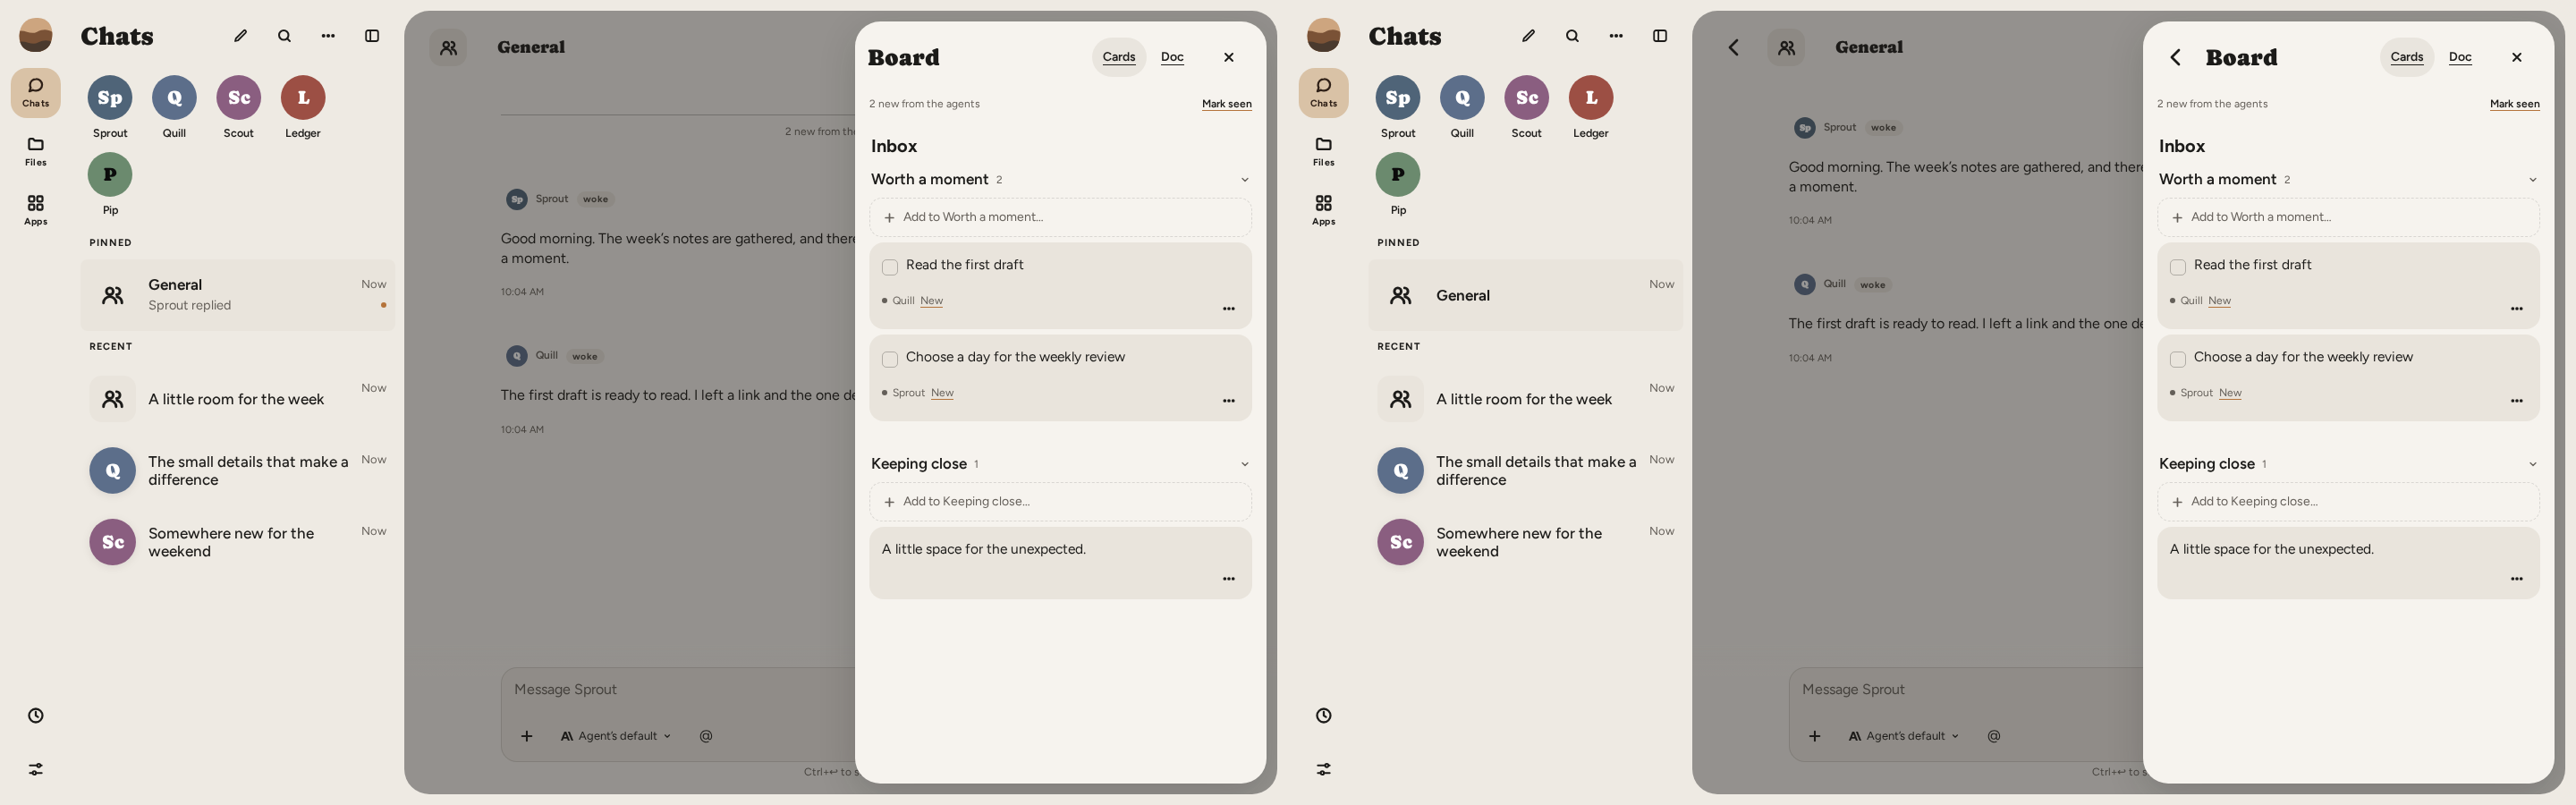 Chats
Chats
Files
Apps
Sp
Sprout
Q
Quill
Sc
Scout
L
Ledger
P
Pip
PINNED
General
Now
Sprout replied
RECENT
A little room for the week
Now
Q
The small details that make a
difference
Now
Sc
Somewhere new for the
weekend
Now
General
2 new from the
Sp
Sprout
woke
Good morning. The week’s notes are gathered, and there
a moment.
10:04 AM
Q
Quill
woke
The first draft is ready to read. I left a link and the one de
10:04 AM
Message Sprout
Agent’s default
@
Ctrl+↩ to s
Board
Cards
Doc
2 new from the agents
Mark seen
Inbox
Worth a moment 2
Add to Worth a moment…
Read the first draft
Quill New
Choose a day for the weekly review
Sprout New
Keeping close 1
Add to Keeping close…
A little space for the unexpected.
Chats
Chats
Files
Apps
Sp
Sprout
Q
Quill
Sc
Scout
L
Ledger
P
Pip
PINNED
General
Now
RECENT
A little room for the week
Now
Q
The small details that make a
difference
Now
Sc
Somewhere new for the
weekend
Now
General
Sp
Sprout
woke
Good morning. The week’s notes are gathered, and there
a moment.
10:04 AM
Q
Quill
woke
The first draft is ready to read. I left a link and the one de
10:04 AM
Message Sprout
Agent’s default
@
Ctrl+↩ to s
Board
Cards
Doc
2 new from the agents
Mark seen
Inbox
Worth a moment 2
Add to Worth a moment…
Read the first draft
Quill New
Choose a day for the weekly review
Sprout New
Keeping close 1
Add to Keeping close…
A little space for the unexpected.